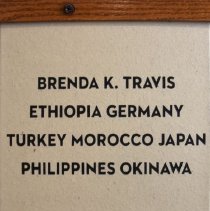 BRENDA K. TRAVIS
ETHIOPIA GERMANY
TURKEY MOROCCO JAPAN
PHILIPPINES OKINAWA